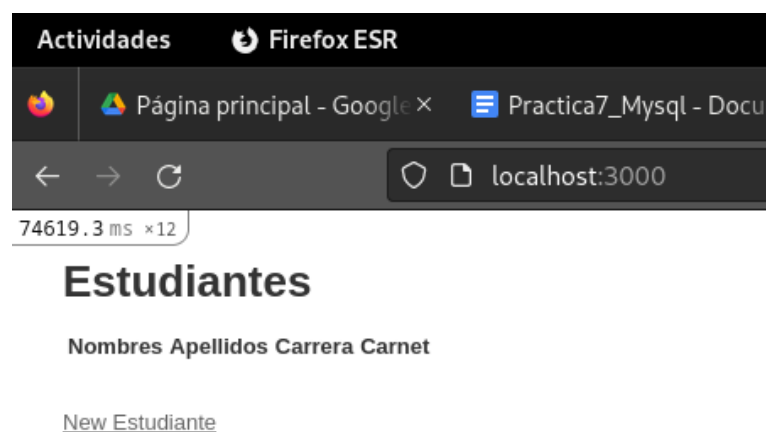 Actividades Firefox ESR
Página principal - Google Practica7_Mysql - Docu
localhost:3000
74619.3 ms ×12
Estudiantes
Nombres Apellidos Carrera Carnet
New Estudiante